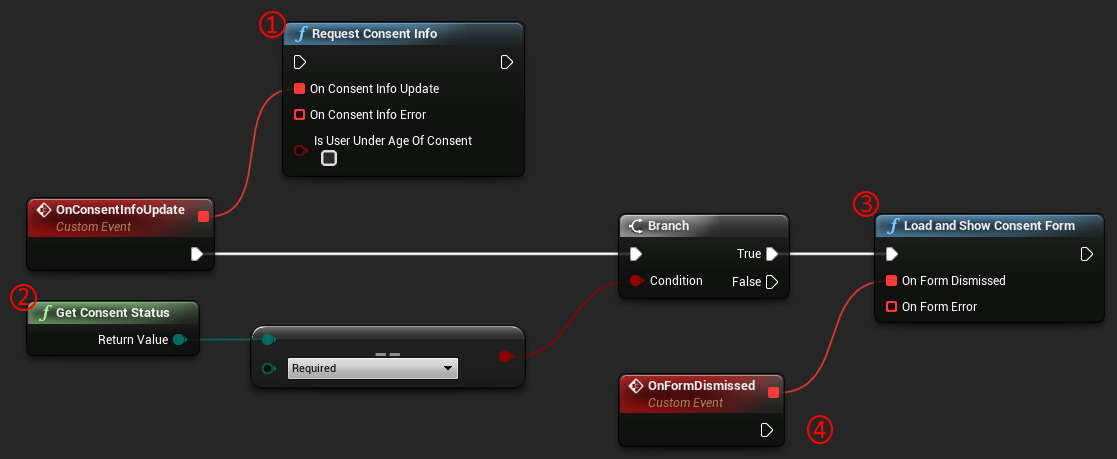 ①
f Request Consent Info
On Consent Info Update
On Consent Info Error
Is User Under Age Of Consent
OnConsentInfoUpdate
Custom Event
②
f Get Consent Status
Return Value
==
Required
Branch
True
Condition
False
③
f Load and Show Consent Form
On Form Dismissed
On Form Error
OnFormDismissed
Custom Event
④